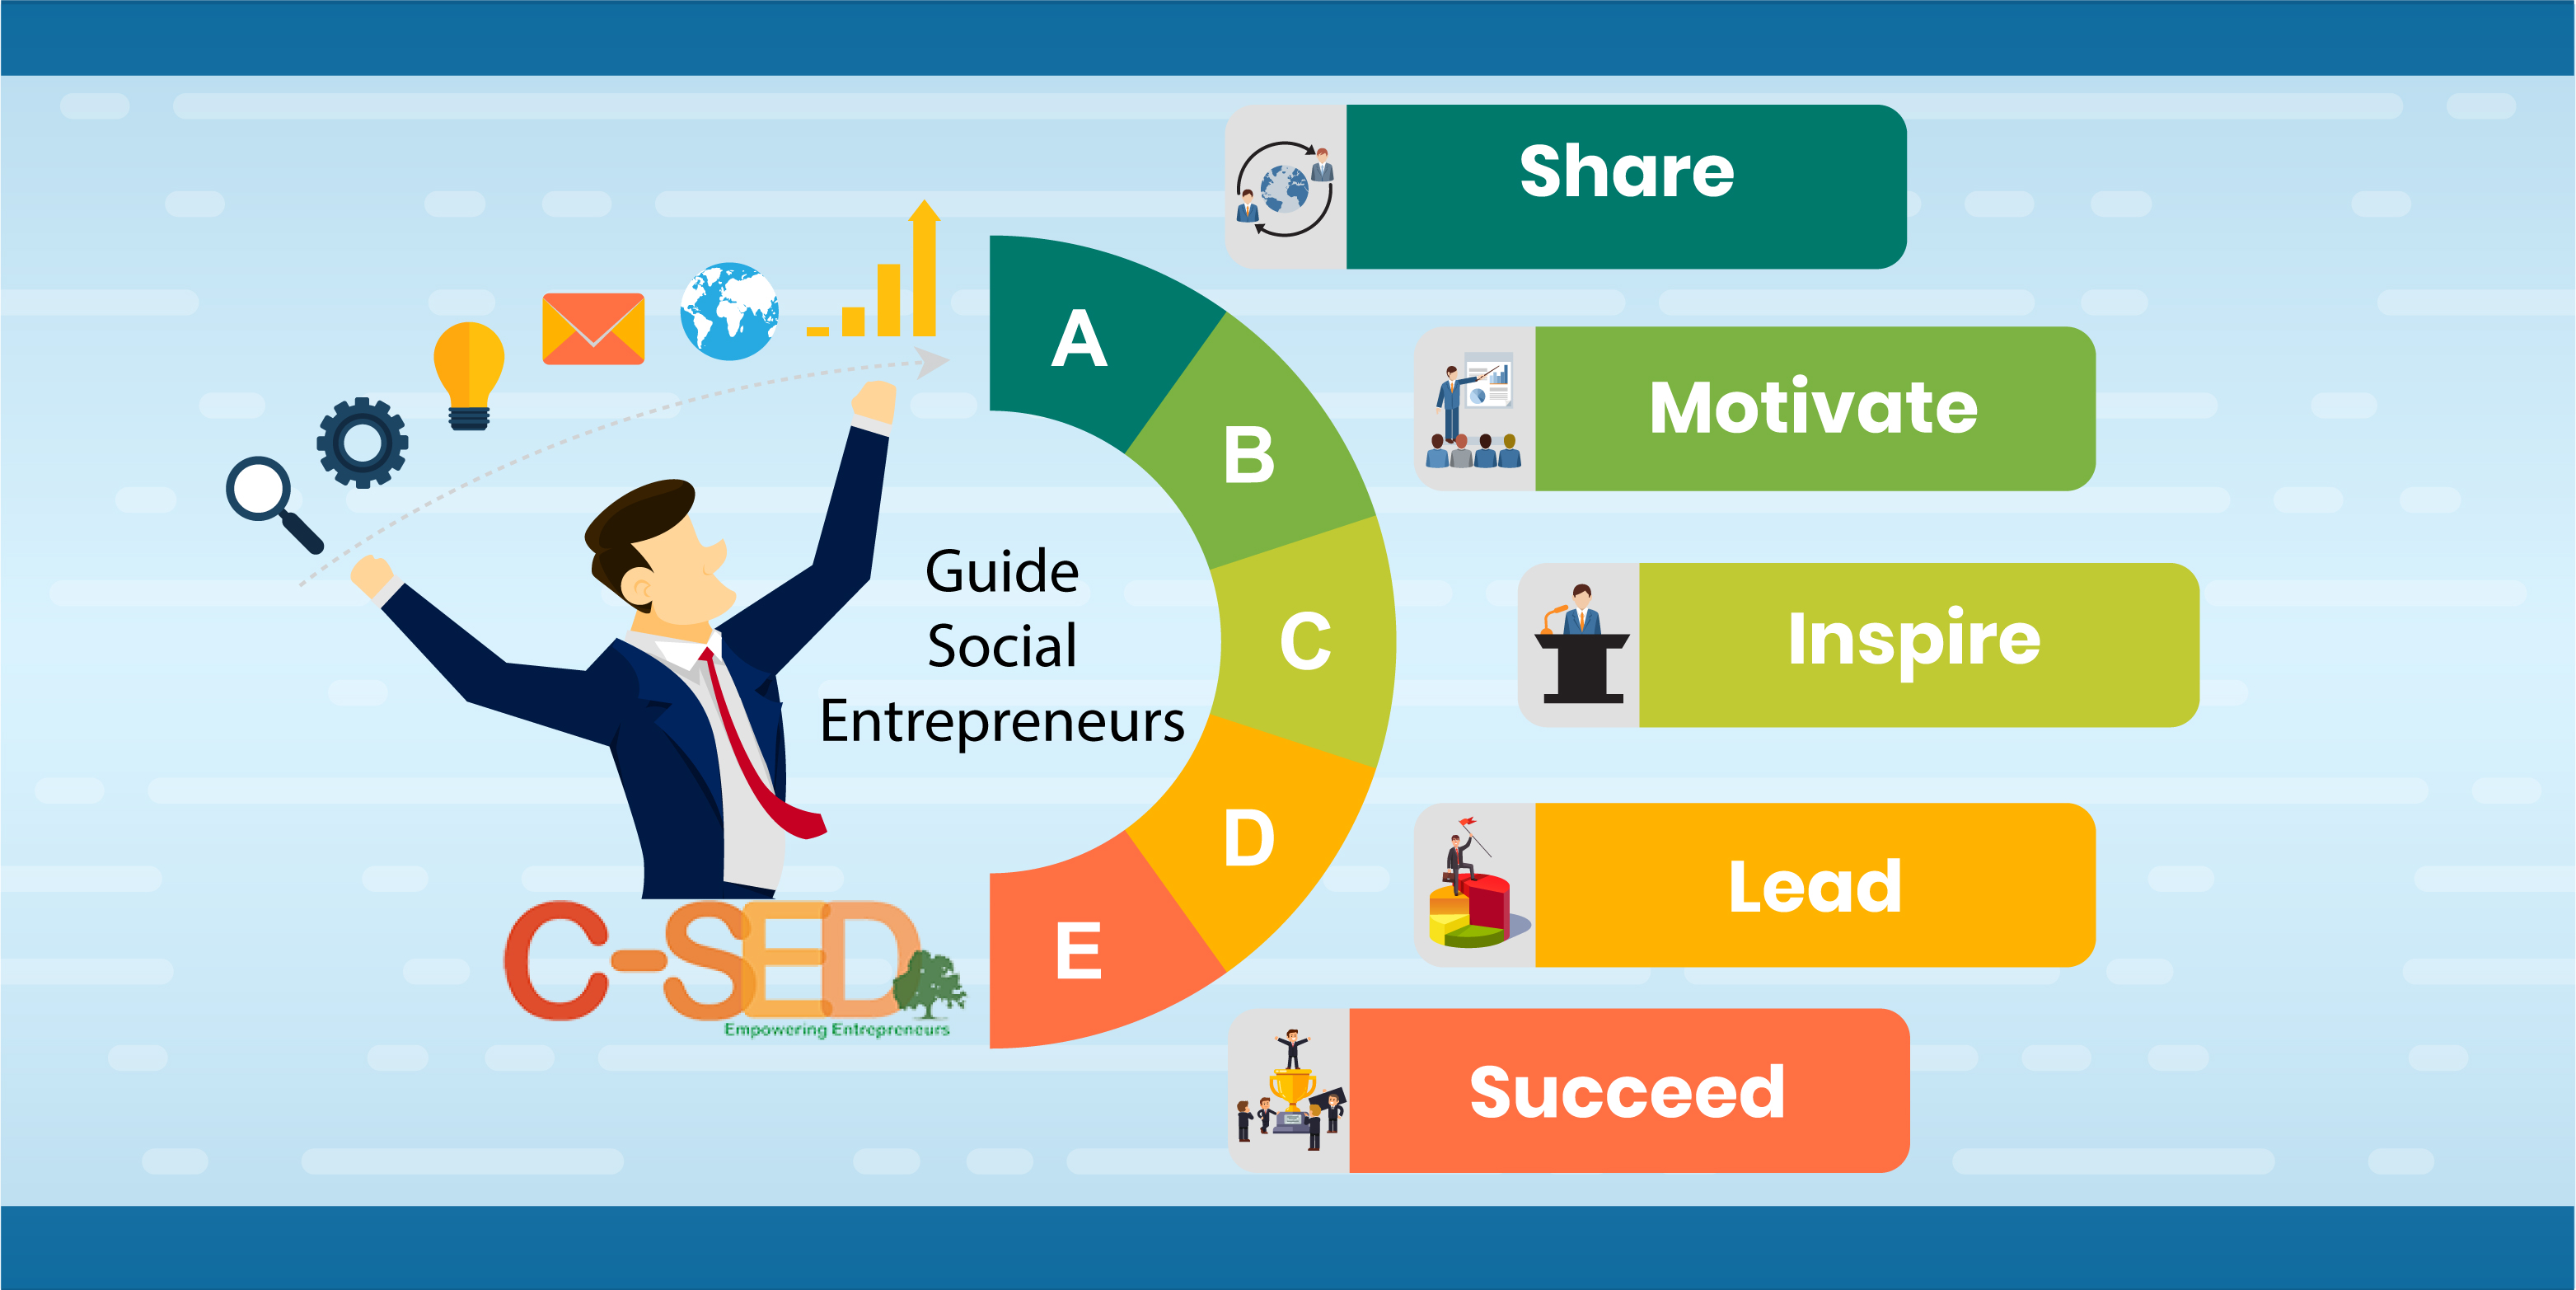 Share
A
Motivate
B
Guide
Social
Entrepreneurs
C
Inspire
D
Lead
E
C-SED
Empowering Entrepreneurs
Succeed